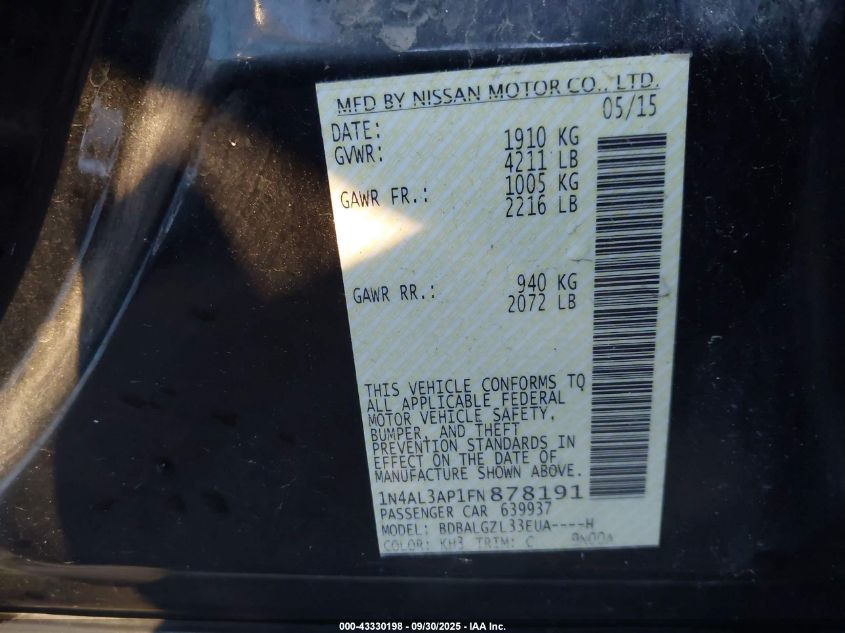 MFD BY NISSAN MOTOR CO., LTD.
DATE: 05/15
GVWR: 1910 KG
4211 LB
GAWR FR.: 1005 KG
2216 LB
GAWR RR.: 940 KG
2072 LB
THIS VEHICLE CONFORMS TO
ALL APPLICABLE FEDERAL
MOTOR VEHICLE SAFETY,
BUMPER, AND THEFT
PREVENTION STANDARDS IN
EFFECT ON THE DATE OF
MANUFACTURE SHOWN ABOVE.
1N4AL3AP1FN878191
PASSENGER CAR 639937
MODEL: BDBALGZL33EUA----H
COLOR: KH3 TRIM: C
000-43330198 - 09/30/2025 - IAA Inc.